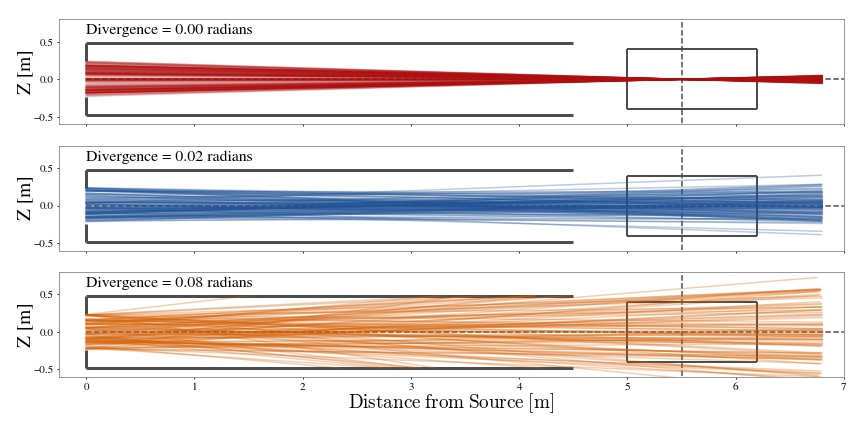 Divergence = 0.00 radians
Z [m]
0.5
0.0
−0.5
Divergence = 0.02 radians
Z [m]
0.5
0.0
−0.5
Divergence = 0.08 radians
Z [m]
0.5
0.0
−0.5
0 1 2 3 4 5 6 7
Distance from Source [m]